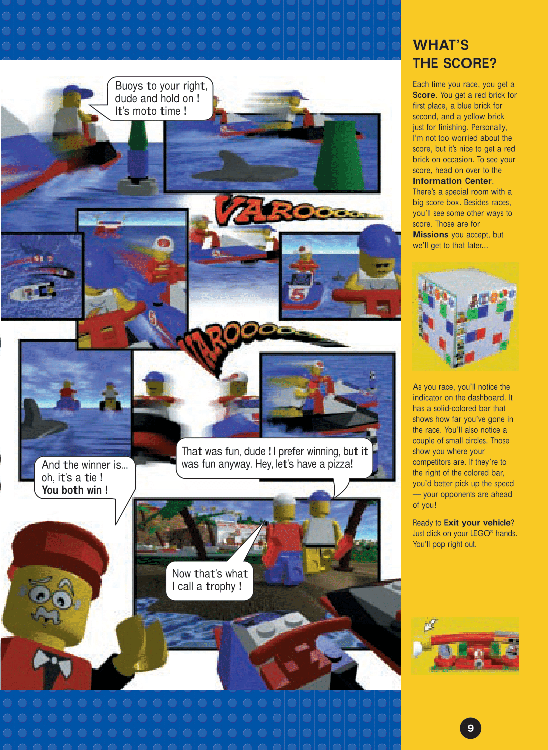 Buoys to your right,
dude and hold on !
It's moto time !
VAROOOOO...
5
5
VAROOOOO...
And the winner is...
oh, it's a tie !
You both win !
That was fun, dude ! I prefer winning, but it
was fun anyway. Hey, let's have a pizza!
Now that's what
I call a trophy !
WHAT'S
THE SCORE?
Each time you race, you get a
Score. You get a red brick for
first place, a blue brick for
second, and a yellow brick
just for finishing. Personally,
I'm not too worried about the
score, but it's nice to get a red
brick on occasion. To see your
score, head on over to the
Information Center.
There's a special room with a
big score box. Besides races,
you'll see some other ways to
score. Those are for
Missions you accept, but
we'll get to that later...
As you race, you'll notice the
indicator on the dashboard. It
has a solid-colored bar that
shows how far you've gone in
the race. You'll also notice a
couple of small circles. Those
show you where your
competitors are. If they're to
the right of the colored bar,
you'd better pick up the speed
— your opponents are ahead
of you!
Ready to Exit your vehicle?
Just click on your LEGO® hands.
You'll pop right out.
9